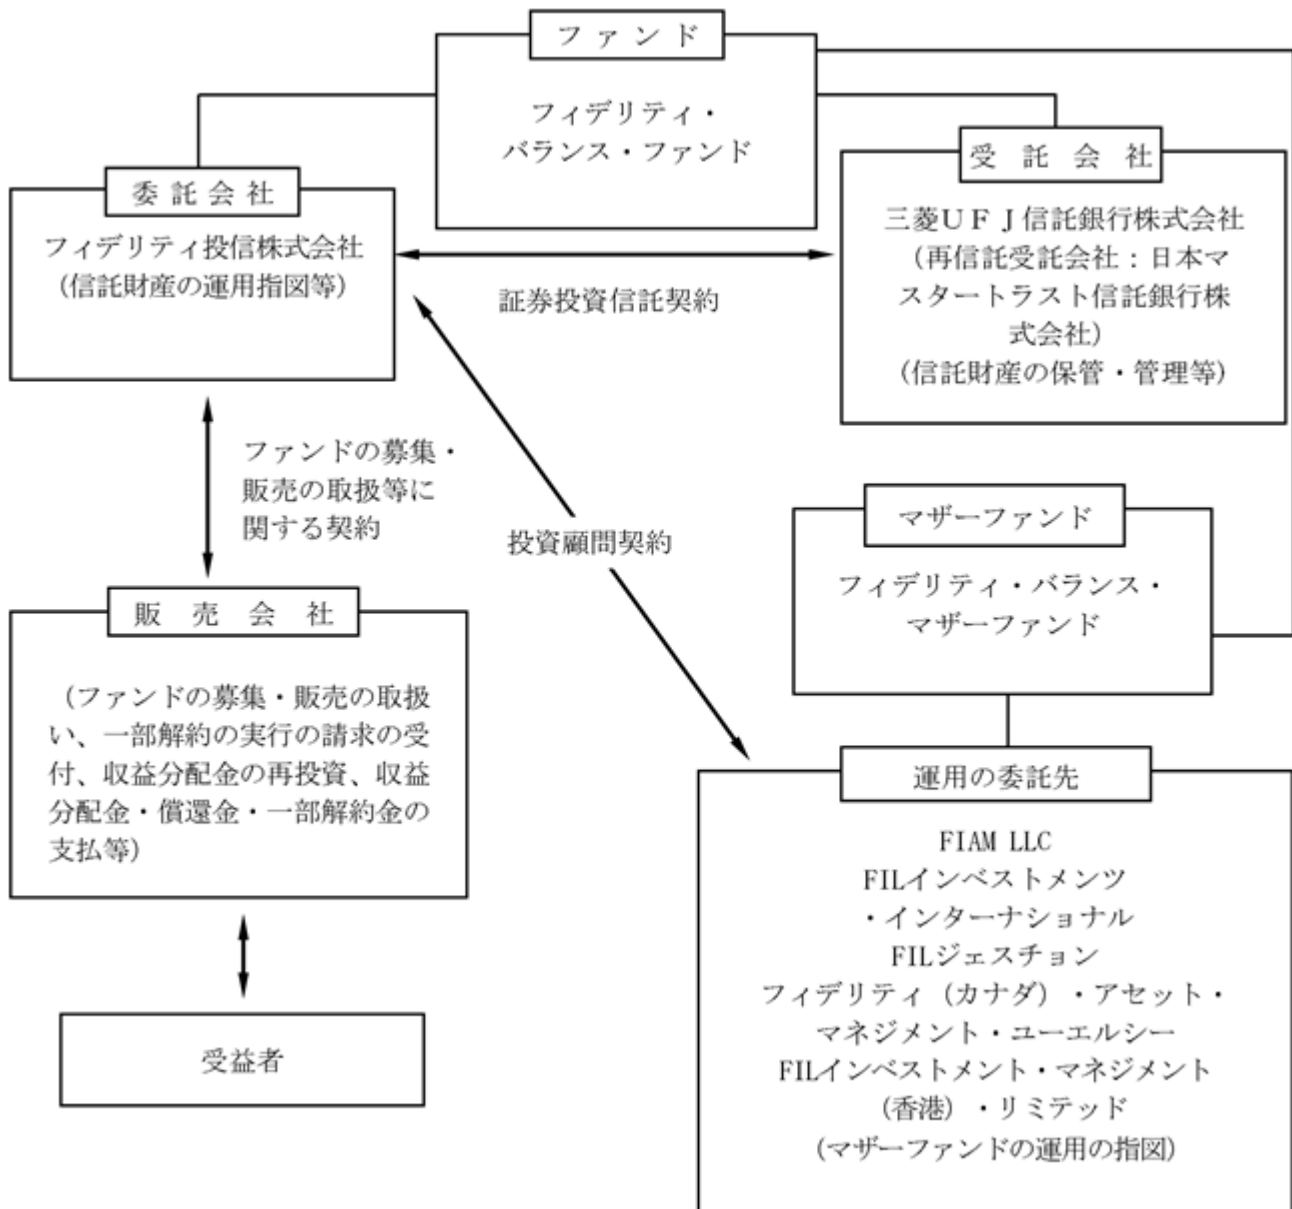 ファンド
フィデリティ・
バランス・ファンド
委託会社
フィデリティ投信株式会社
(信託財産の運用指図等)
受託会社
三菱UFJ信託銀行株式会社
(再信託受託会社：日本マ
スタートラスト信託銀行株
式会社)
(信託財産の保管・管理等)
証券投資信託契約
ファンドの募集・
販売の取扱等に
関する契約
投資顧問契約
マザーファンド
フィデリティ・バランス・
マザーファンド
販売会社
(ファンドの募集・販売の取扱
い、一部解約の実行の請求の受
付、収益分配金の再投資、収益
分配金・償還金・一部解約金の
支払等)
運用の委託先
FIAM LLC
FILインベストメンツ
・インターナショナル
FILジェスチョン
フィデリティ(カナダ)・アセット・
マネジメント・ユーエルシー
FILインベストメント・マネジメント
(香港)・リミテッド
(マザーファンドの運用の指図)
受益者